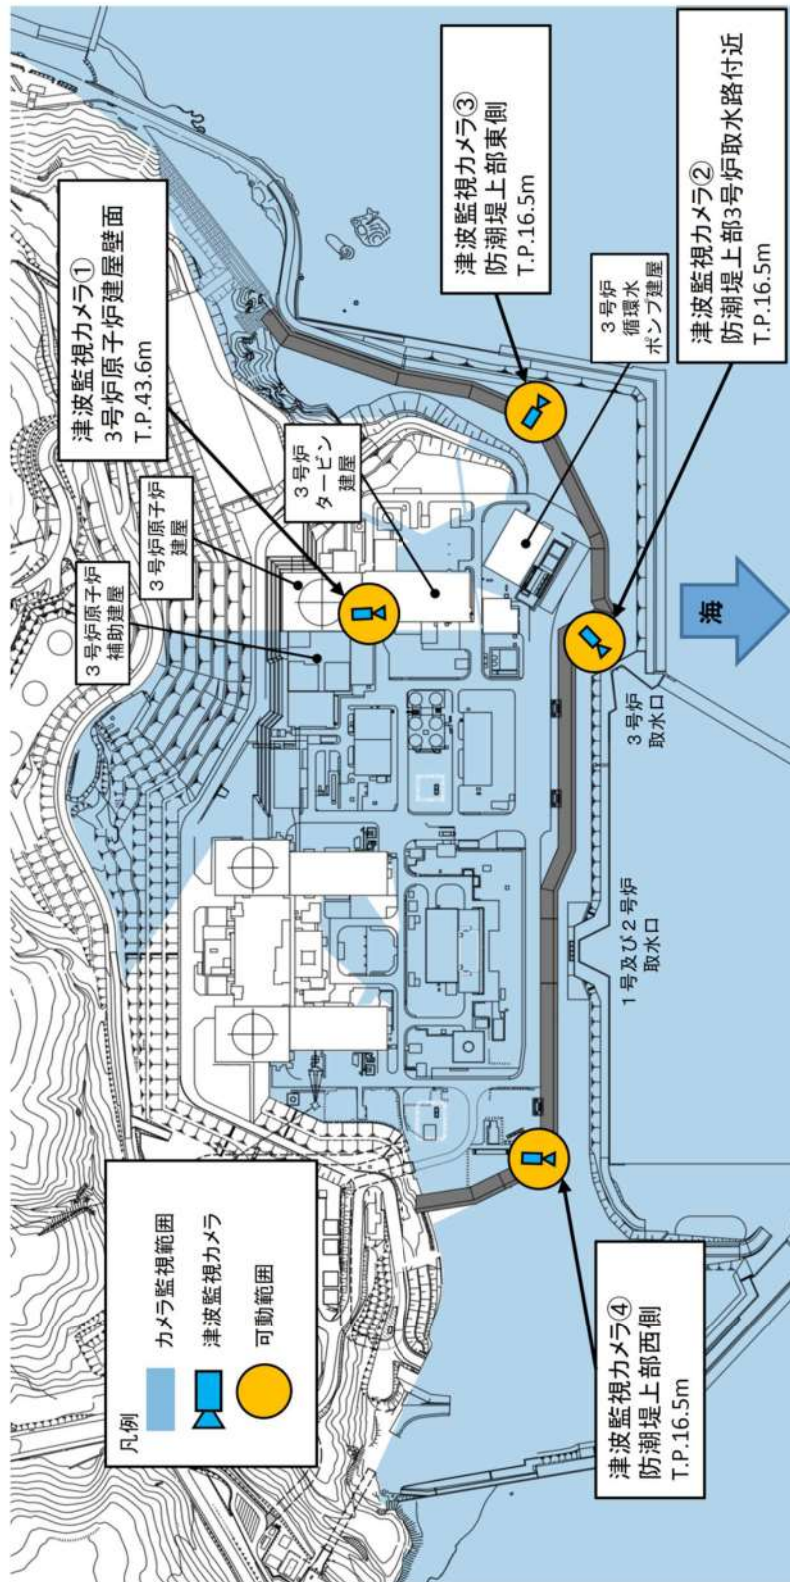 津波監視カメラ①
3号炉原子炉建屋壁面
T.P.43.6m
津波監視カメラ③
防潮堤上部東側
T.P.16.5m
3号炉
循環水
ポンプ建屋
津波監視カメラ②
防潮堤上部3号炉取水路付近
T.P.16.5m
3号炉
タービン
建屋
3号炉原子炉
建屋
3号炉原子炉
補助建屋
海
3号炉
取水口
1号及び2号炉
取水口
凡例
カメラ監視範囲
津波監視カメラ
可動範囲
津波監視カメラ④
防潮堤上部西側
T.P.16.5m